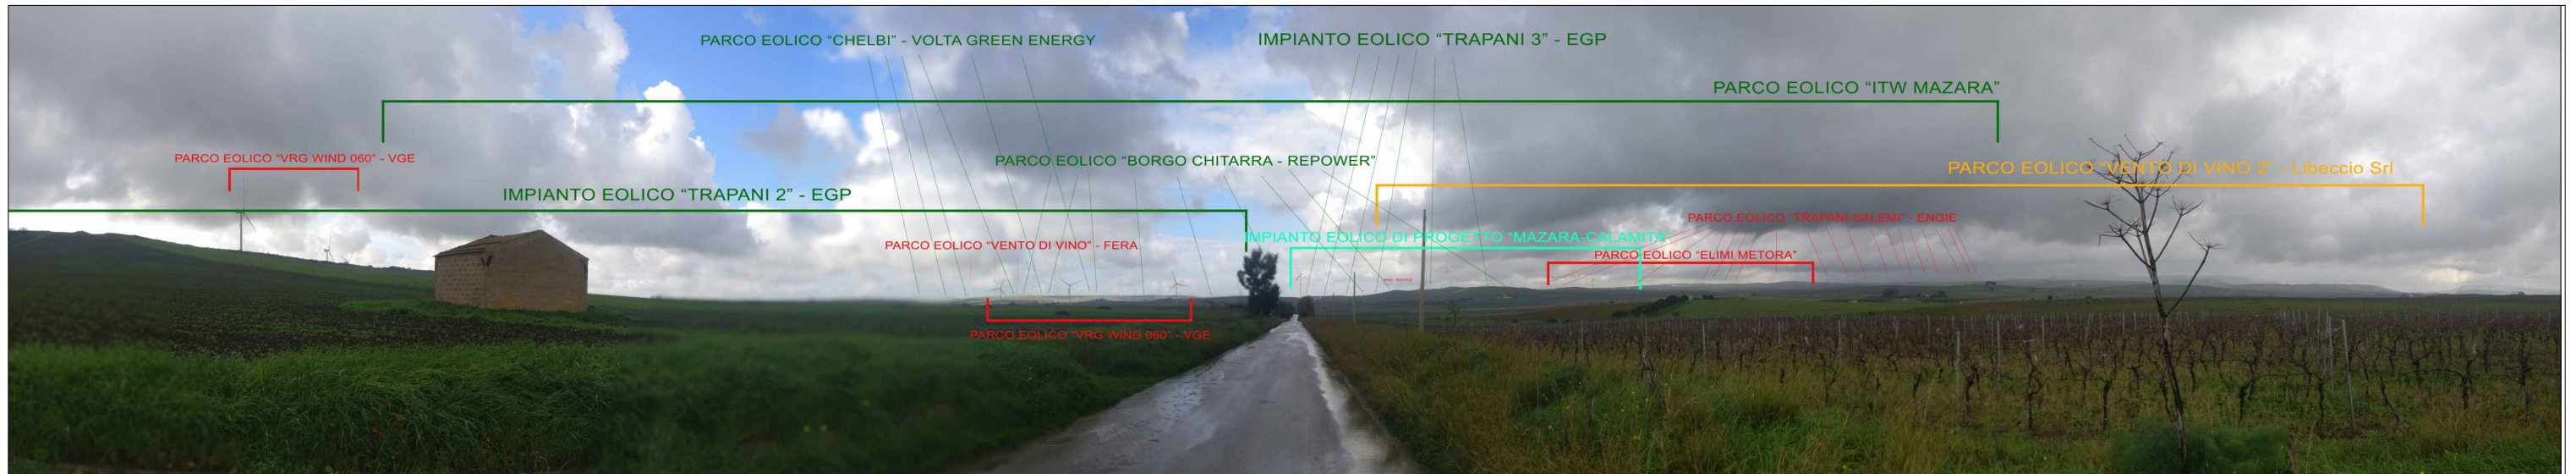 PARCO EOLICO “CHELBI” - VOLTA GREEN ENERGY
IMPIANTO EOLICO “TRAPANI 3” - EGP
PARCO EOLICO “ITW MAZARA”
PARCO EOLICO “VRG WIND 060” - VGE
PARCO EOLICO “BORGO CHITARRA - REPOWER”
PARCO EOLICO “VENTO DI VINO 2” - Libeccio Srl
IMPIANTO EOLICO “TRAPANI 2” - EGP
PARCO EOLICO “TRAPANI-SALEMI” - ENGIE
IMPIANTO EOLICO DI PROGETTO “MAZARA-CALAMITA”
PARCO EOLICO “VENTO DI VINO” - FERA
PARCO EOLICO “ELIMI METORA”
PARCO EOLICO “VRG WIND 060” - VGE